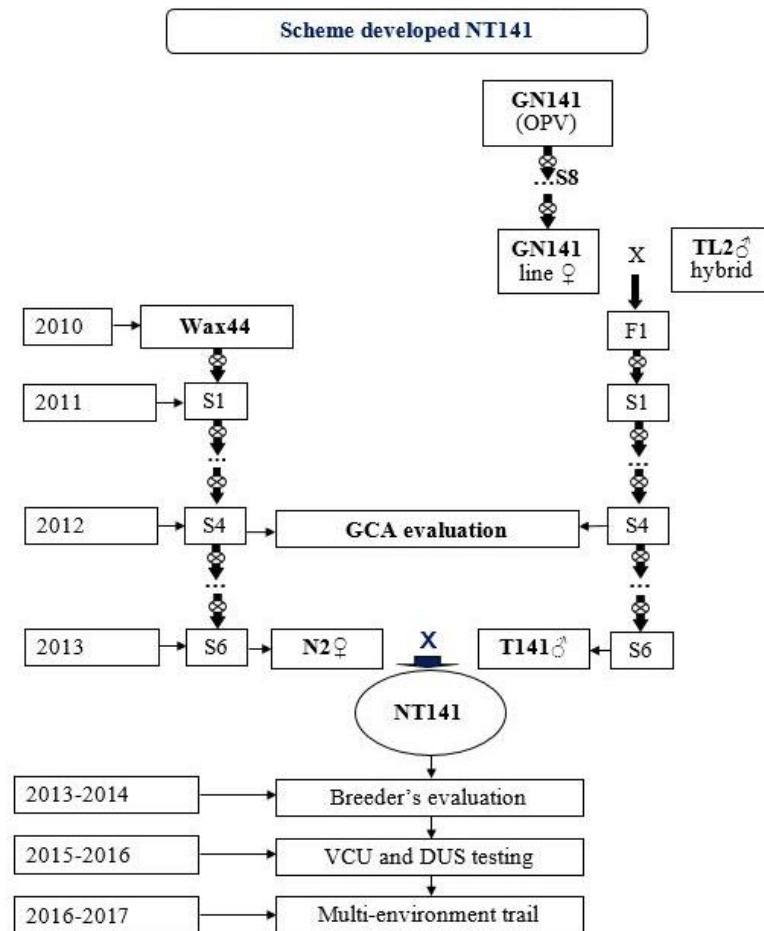 Scheme developed NT141
GN141
(OPV)
...S8
GN141
line ♀
X
TL2♂
hybrid
2010
Wax44
F1
2011
S1
S1
...
...
2012
S4
GCA evaluation
S4
...
...
2013
S6
N2♀
X
T141♂
S6
NT141
2013-2014
Breeder's evaluation
2015-2016
VCU and DUS testing
2016-2017
Multi-environment trail